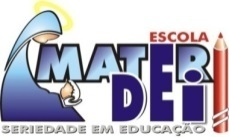 ESCOLA
MATER
DEi
SERIEDADE EM EDUCAÇÃO